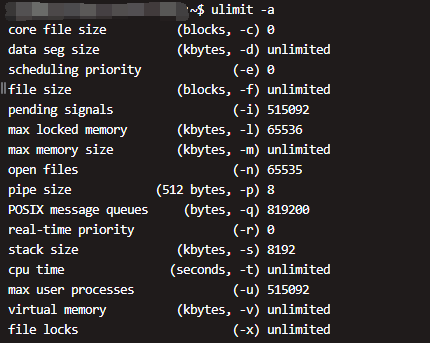 :~$ ulimit -a
core file size (blocks, -c) 0
data seg size (kbytes, -d) unlimited
scheduling priority (-e) 0
file size (blocks, -f) unlimited
pending signals (-i) 515092
max locked memory (kbytes, -l) 65536
max memory size (kbytes, -m) unlimited
open files (-n) 65535
pipe size (512 bytes, -p) 8
POSIX message queues (bytes, -q) 819200
real-time priority (-r) 0
stack size (kbytes, -s) 8192
cpu time (seconds, -t) unlimited
max user processes (-u) 515092
virtual memory (kbytes, -v) unlimited
file locks (-x) unlimited